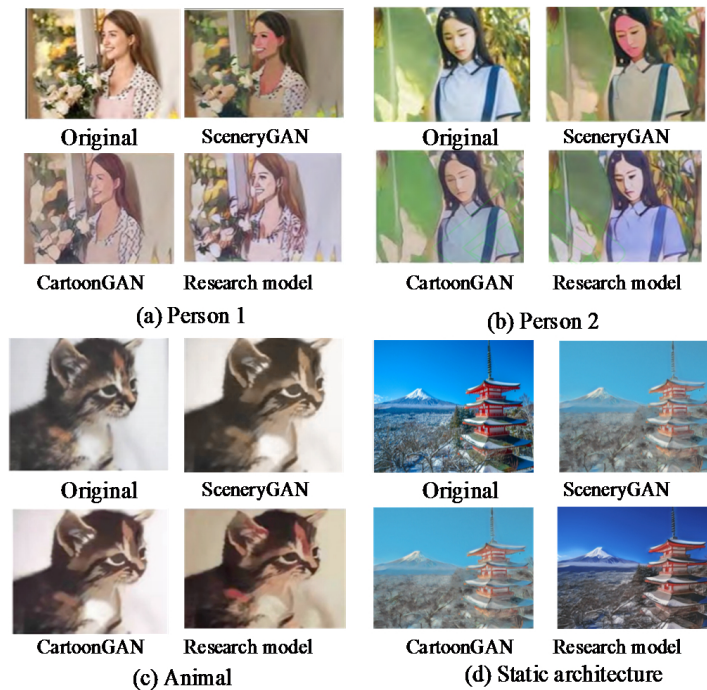 Original SceneryGAN
CartoonGAN Research model
(a) Person 1
Original SceneryGAN
CartoonGAN Research model
(b) Person 2
Original SceneryGAN
CartoonGAN Research model
(c) Animal
Original SceneryGAN
CartoonGAN Research model
(d) Static architecture